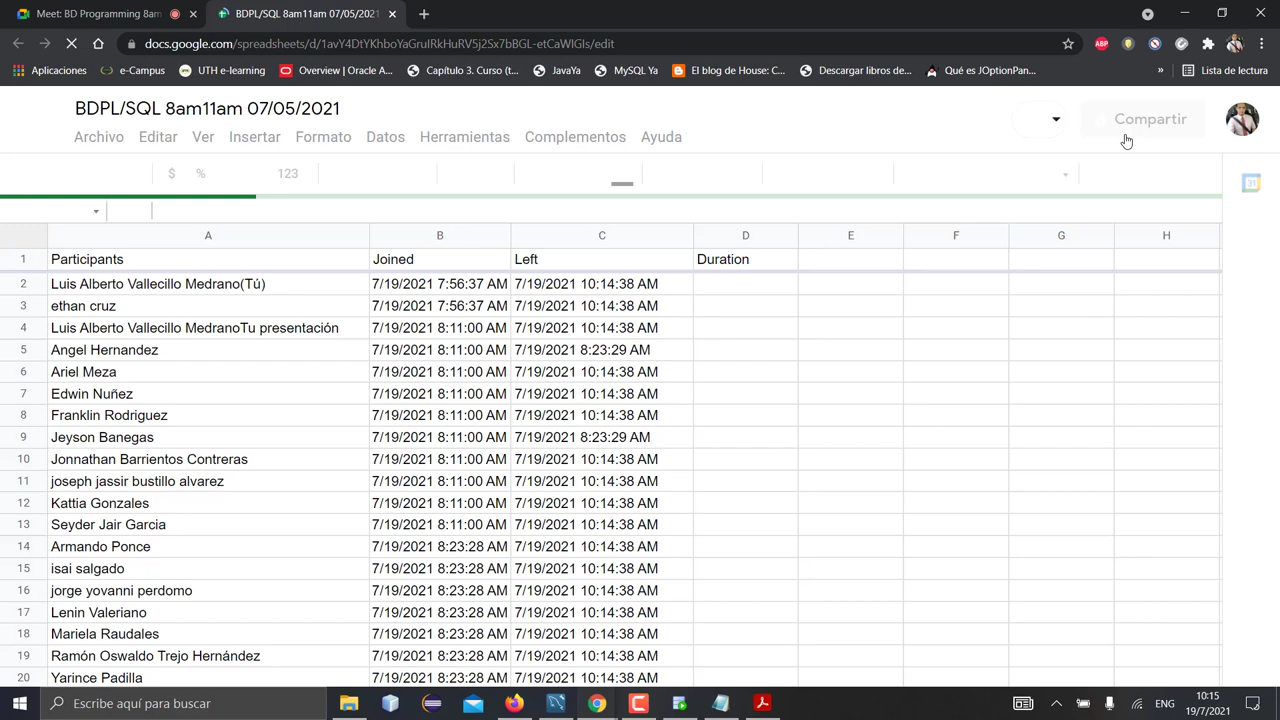 Meet: BD Programming 8am
BDPL/SQL 8am11am 07/05/2021
docs.google.com/spreadsheets/d/1avY4DtYKhboYaGruIRkHuRV5j2Sx7bBGL-etCaWIGIs/edit
ABP
Aplicaciones
e-Campus
UTH e-learning
Overview | Oracle A...
Capítulo 3. Curso (t...
JavaYa
MySQL Ya
El blog de House: C...
Descargar libros de...
Qué es JOptionPan...
»
Lista de lectura
BDPL/SQL 8am11am 07/05/2021
Archivo Editar Ver Insertar Formato Datos Herramientas Complementos Ayuda
Compartir
$ % 123
31
A B C D E F G H
1 Participants Joined Left Duration
2 Luis Alberto Vallecillo Medrano(Tú) 7/19/2021 7:56:37 AM 7/19/2021 10:14:38 AM
3 ethan cruz 7/19/2021 7:56:37 AM 7/19/2021 10:14:38 AM
4 Luis Alberto Vallecillo MedranoTu presentación 7/19/2021 8:11:00 AM 7/19/2021 10:14:38 AM
5 Angel Hernandez 7/19/2021 8:11:00 AM 7/19/2021 8:23:29 AM
6 Ariel Meza 7/19/2021 8:11:00 AM 7/19/2021 10:14:38 AM
7 Edwin Nuñez 7/19/2021 8:11:00 AM 7/19/2021 10:14:38 AM
8 Franklin Rodriguez 7/19/2021 8:11:00 AM 7/19/2021 10:14:38 AM
9 Jeyson Banegas 7/19/2021 8:11:00 AM 7/19/2021 8:23:29 AM
10 Jonnathan Barrientos Contreras 7/19/2021 8:11:00 AM 7/19/2021 10:14:38 AM
11 joseph jassir bustillo alvarez 7/19/2021 8:11:00 AM 7/19/2021 10:14:38 AM
12 Kattia Gonzales 7/19/2021 8:11:00 AM 7/19/2021 10:14:38 AM
13 Seyder Jair Garcia 7/19/2021 8:11:00 AM 7/19/2021 10:14:38 AM
14 Armando Ponce 7/19/2021 8:23:28 AM 7/19/2021 10:14:38 AM
15 isai salgado 7/19/2021 8:23:28 AM 7/19/2021 10:14:38 AM
16 jorge yovanni perdomo 7/19/2021 8:23:28 AM 7/19/2021 10:14:38 AM
17 Lenin Valeriano 7/19/2021 8:23:28 AM 7/19/2021 10:14:38 AM
18 Mariela Raudales 7/19/2021 8:23:28 AM 7/19/2021 10:14:38 AM
19 Ramón Oswaldo Trejo Hernández 7/19/2021 8:23:28 AM 7/19/2021 10:14:38 AM
20 Yarince Padilla 7/19/2021 8:23:28 AM 7/19/2021 10:14:38 AM
Escribe aquí para buscar
ENG
10:15
19/7/2021